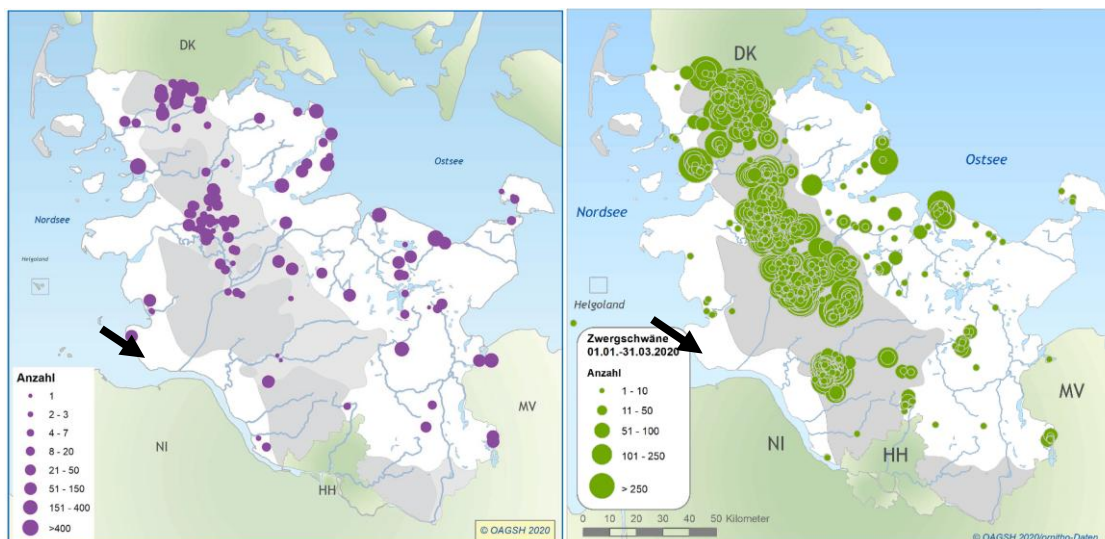 DK
Ostsee
Nordsee
Helgoland
Anzahl
1
2 - 3
4 - 7
8 - 20
21 - 50
51 - 150
151 - 400
>400
NI
HH
MV
© OAGSH 2020
DK
Ostsee
Nordsee
Helgoland
Zwergschwäne
01.01.-31.03.2020
Anzahl
1 - 10
11 - 50
51 - 100
101 - 250
> 250
NI
HH
MV
0 10 20 30 40 50 Kilometer
© OAGSH 2020/ornitho-Daten